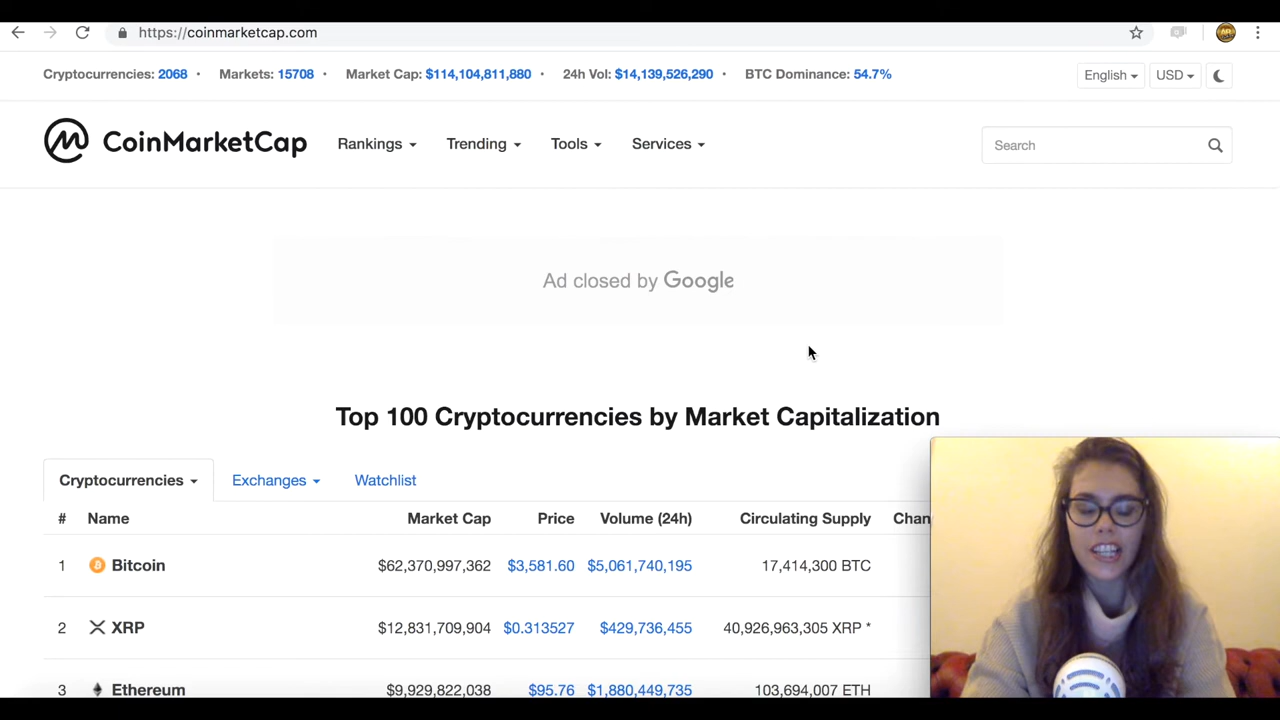 https://coinmarketcap.com
Cryptocurrencies: 2068 • Markets: 15708 • Market Cap: $114,104,811,880 • 24h Vol: $14,139,526,290 • BTC Dominance: 54.7% English USD
CoinMarketCap Rankings Trending Tools Services Search
Ad closed by Google
Top 100 Cryptocurrencies by Market Capitalization
Cryptocurrencies Exchanges Watchlist
# Name Market Cap Price Volume (24h) Circulating Supply Chan
1 Bitcoin $62,370,997,362 $3,581.60 $5,061,740,195 17,414,300 BTC
2 XRP $12,831,709,904 $0.313527 $429,736,455 40,926,963,305 XRP *
3 Ethereum $9,929,822,038 $95.76 $1,880,449,735 103,694,007 ETH